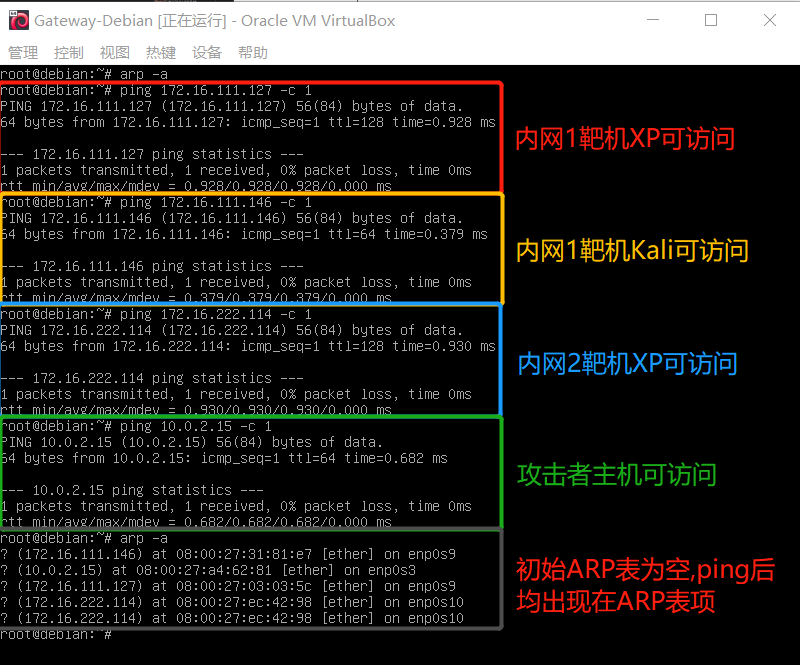 Gateway-Debian [正在运行] - Oracle VM VirtualBox
管理 控制 视图 热键 设备 帮助
root@debian:~# arp -a
root@debian:~# ping 172.16.111.127 -c 1
PING 172.16.111.127 (172.16.111.127) 56(84) bytes of data.
64 bytes from 172.16.111.127: icmp_seq=1 ttl=128 time=0.928 ms
内网1靶机XP可访问
--- 172.16.111.127 ping statistics ---
1 packets transmitted, 1 received, 0% packet loss, time 0ms
rtt min/avg/max/mdev = 0.928/0.928/0.928/0.000 ms
root@debian:~# ping 172.16.111.146 -c 1
PING 172.16.111.146 (172.16.111.146) 56(84) bytes of data.
64 bytes from 172.16.111.146: icmp_seq=1 ttl=64 time=0.379 ms
内网1靶机Kali可访问
--- 172.16.111.146 ping statistics ---
1 packets transmitted, 1 received, 0% packet loss, time 0ms
rtt min/avg/max/mdev = 0.379/0.379/0.379/0.000 ms
root@debian:~# ping 172.16.222.114 -c 1
PING 172.16.222.114 (172.16.222.114) 56(84) bytes of data.
64 bytes from 172.16.222.114: icmp_seq=1 ttl=128 time=0.930 ms
内网2靶机XP可访问
--- 172.16.222.114 ping statistics ---
1 packets transmitted, 1 received, 0% packet loss, time 0ms
rtt min/avg/max/mdev = 0.930/0.930/0.930/0.000 ms
root@debian:~# ping 10.0.2.15 -c 1
PING 10.0.2.15 (10.0.2.15) 56(84) bytes of data.
64 bytes from 10.0.2.15: icmp_seq=1 ttl=64 time=0.682 ms
攻击者主机可访问
--- 10.0.2.15 ping statistics ---
1 packets transmitted, 1 received, 0% packet loss, time 0ms
rtt min/avg/max/mdev = 0.682/0.682/0.682/0.000 ms
root@debian:~# arp -a
? (172.16.111.146) at 08:00:27:31:81:e7 [ether] on enp0s9
? (10.0.2.15) at 08:00:27:a4:62:81 [ether] on enp0s3
? (172.16.111.127) at 08:00:27:03:03:5c [ether] on enp0s9
? (172.16.222.114) at 08:00:27:ec:42:98 [ether] on enp0s10
? (172.16.222.114) at 08:00:27:ec:42:98 [ether] on enp0s10
初始ARP表为空,ping后
均出现在ARP表项
root@debian:~#